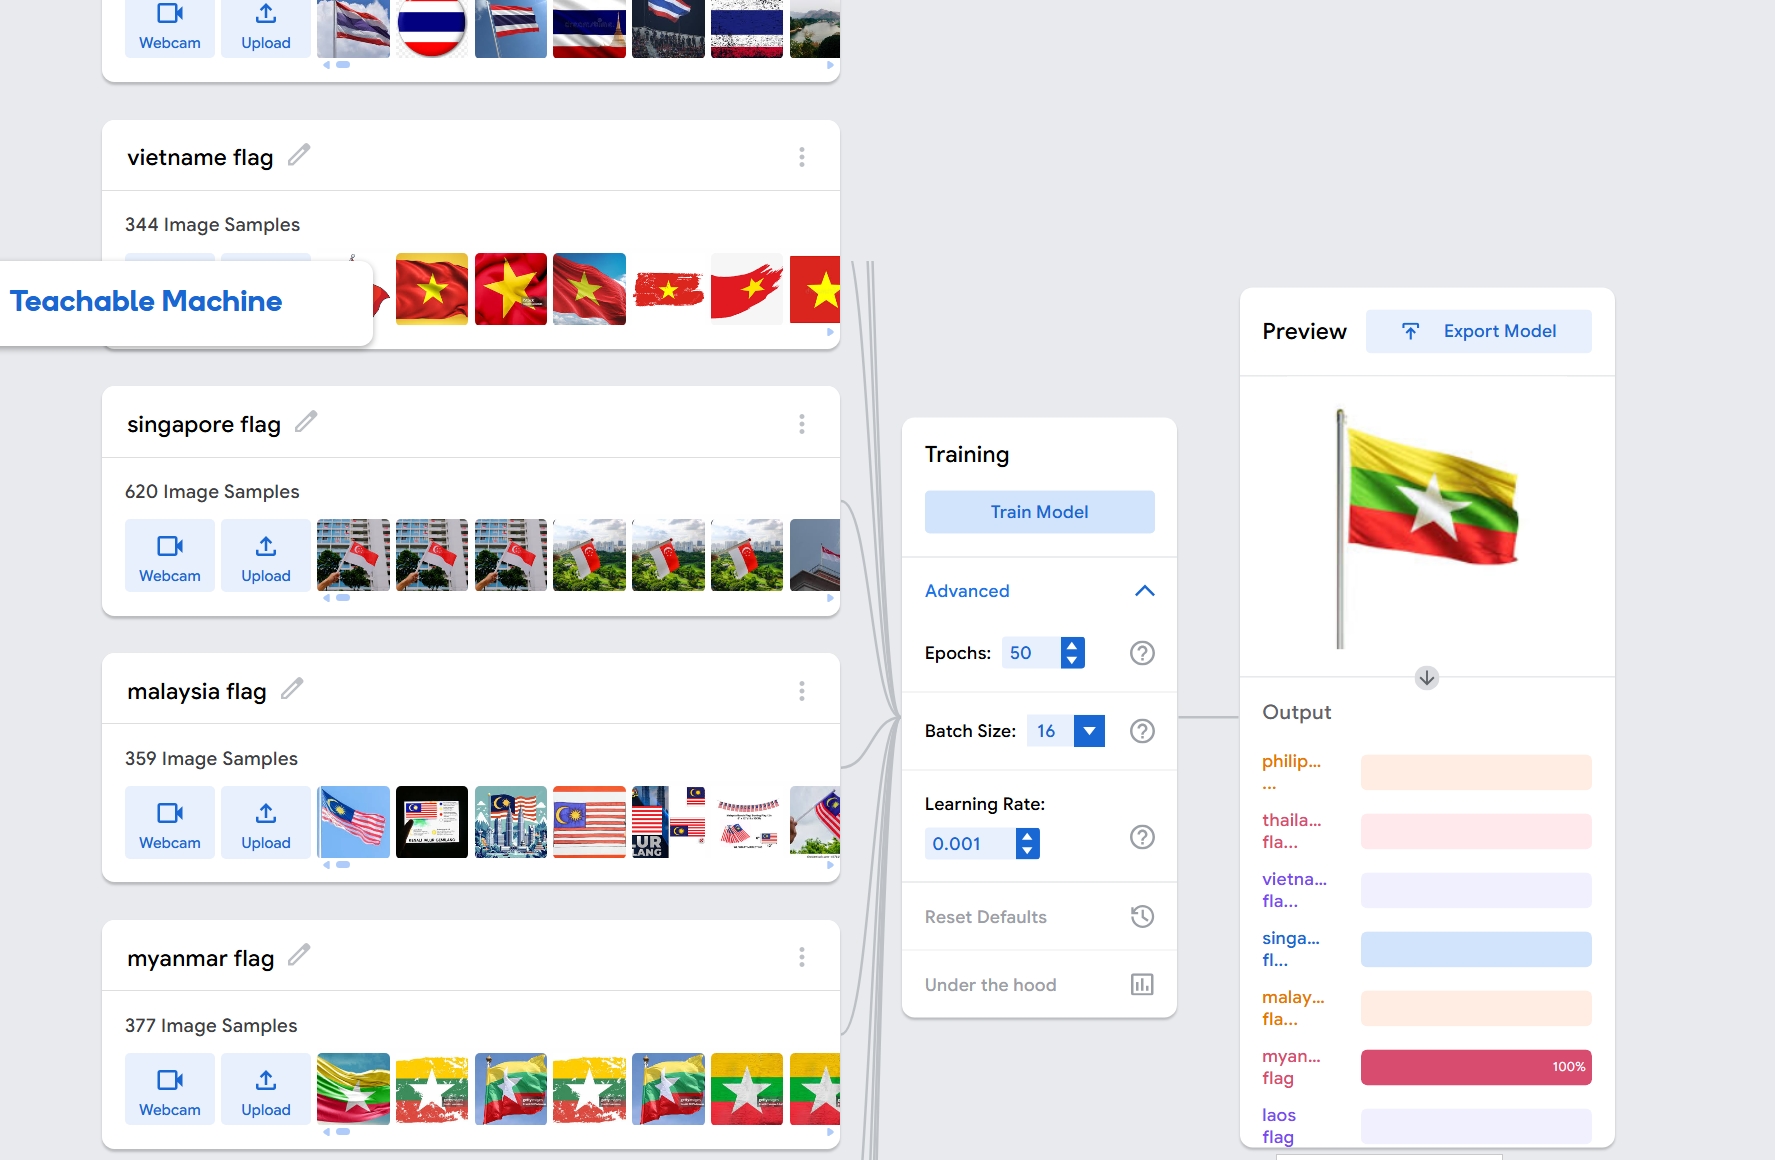 Webcam
Upload
vietname flag
344 Image Samples
Teachable Machine
singapore flag
620 Image Samples
Webcam
Upload
malaysia flag
359 Image Samples
Webcam
Upload
myanmar flag
377 Image Samples
Webcam
Upload
Training
Train Model
Advanced
Epochs: 50
Batch Size: 16
Learning Rate:
0.001
Reset Defaults
Under the hood
Preview
Export Model
Output
philip...
...
thaila...
fla...
vietna...
fla...
singa...
fl...
malay...
fla...
myan...
flag
100%
laos
flag